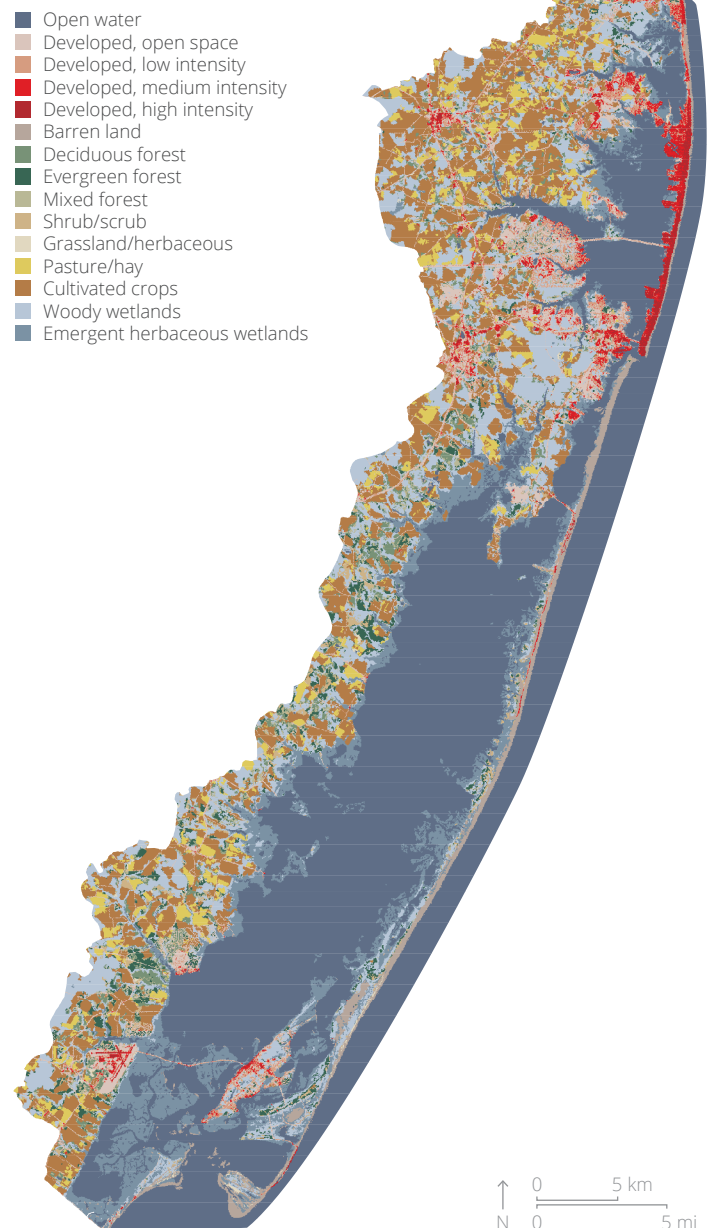 Open water
Developed, open space
Developed, low intensity
Developed, medium intensity
Developed, high intensity
Barren land
Deciduous forest
Evergreen forest
Mixed forest
Shrub/scrub
Grassland/herbaceous
Pasture/hay
Cultivated crops
Woody wetlands
Emergent herbaceous wetlands
0 5 km
N 0 5 mi